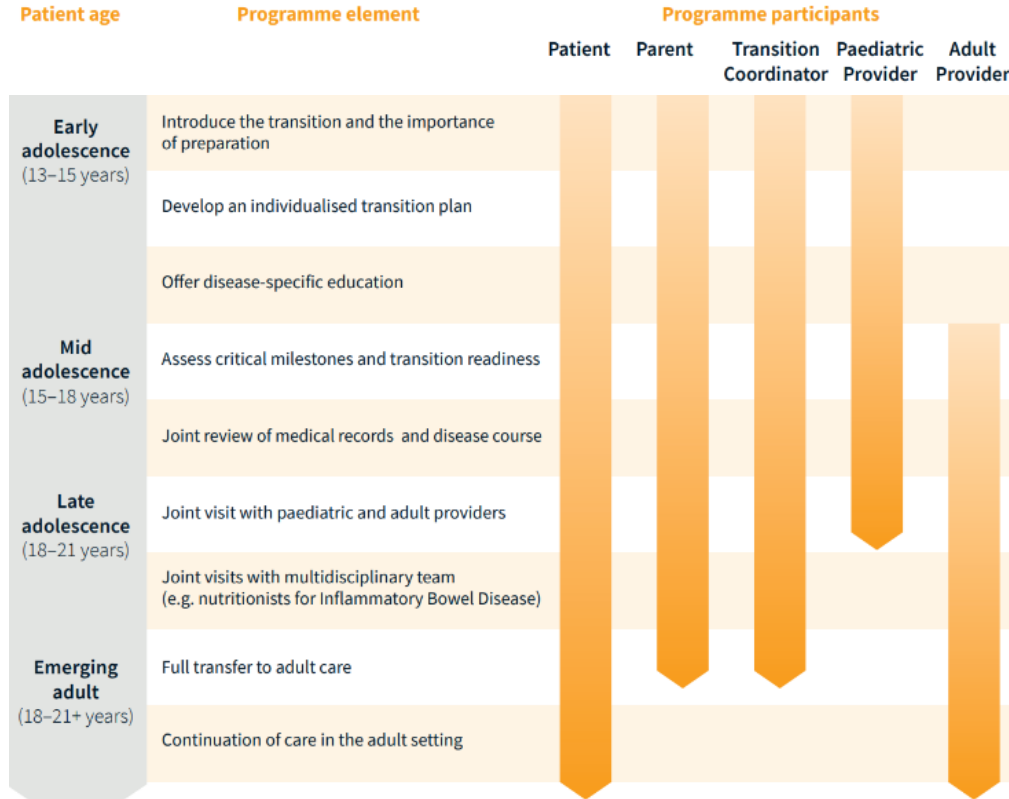 Patient age
Programme element
Programme participants
Patient
Parent
Transition
Coordinator
Paediatric
Provider
Adult
Provider
Early
adolescence
(13–15 years)
Introduce the transition and the importance
of preparation
Develop an individualised transition plan
Offer disease-specific education
Mid
adolescence
(15–18 years)
Assess critical milestones and transition readiness
Joint review of medical records and disease course
Late
adolescence
(18–21 years)
Joint visit with paediatric and adult providers
Joint visits with multidisciplinary team
(e.g. nutritionists for Inflammatory Bowel Disease)
Emerging
adult
(18–21+ years)
Full transfer to adult care
Continuation of care in the adult setting